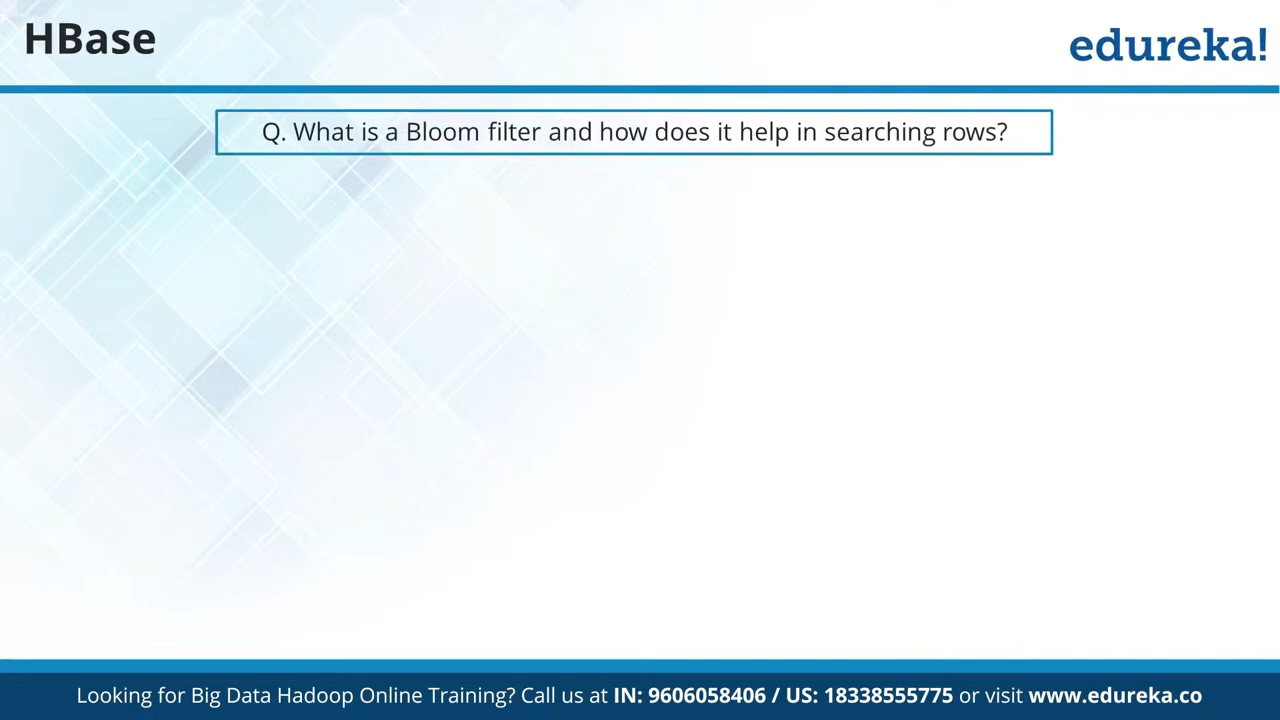 HBase
edureka!
Q. What is a Bloom filter and how does it help in searching rows?
Looking for Big Data Hadoop Online Training? Call us at IN: 9606058406 / US: 18338555775 or visit www.edureka.co